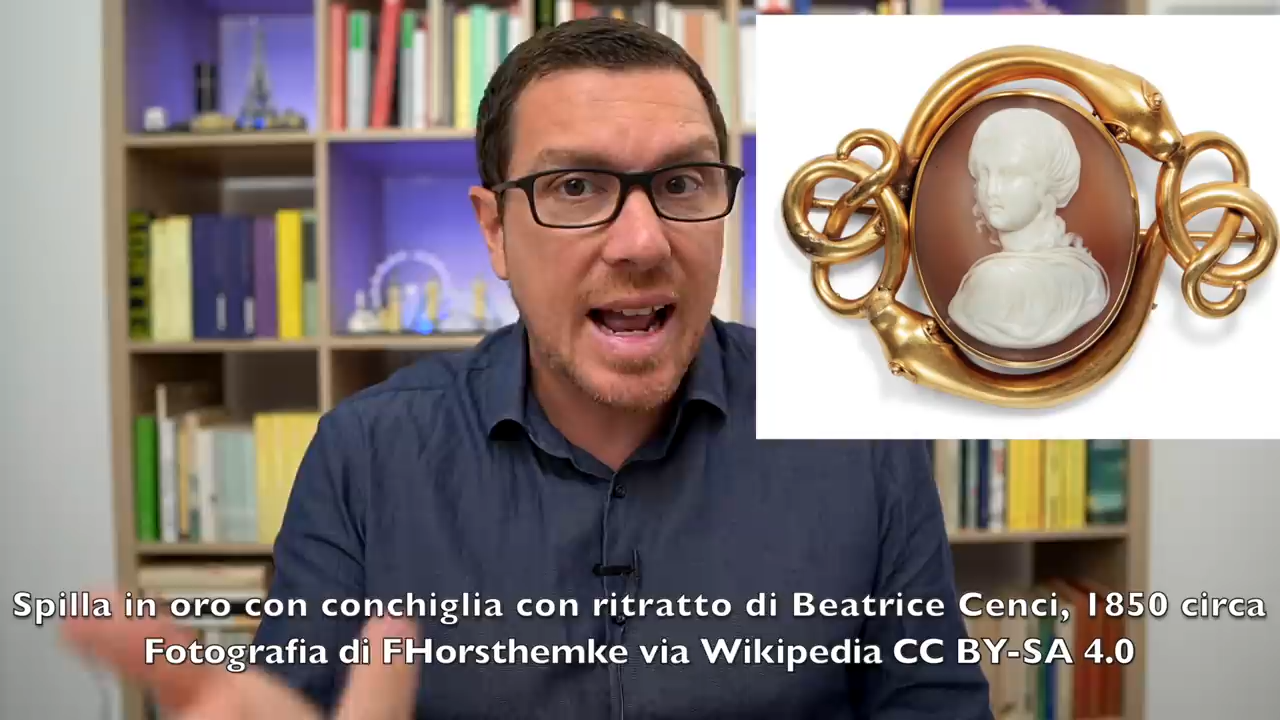 Spilla in oro con conchiglia con ritratto di Beatrice Cenci, 1850 circa
Fotografia di FHorsthemke via Wikipedia CC BY-SA 4.0